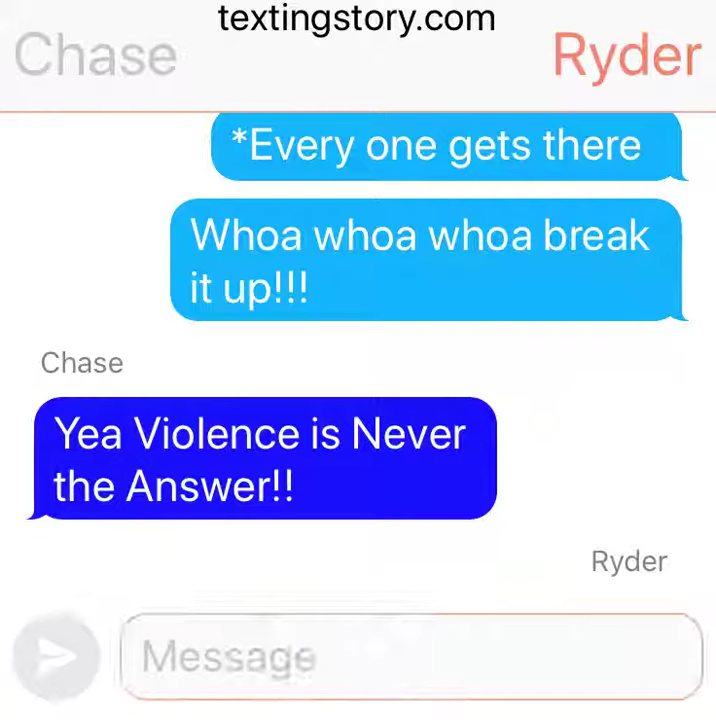 textingstory.com
Chase
Ryder
*Every one gets there
Whoa whoa whoa break
it up!!!
Chase
Yea Violence is Never
the Answer!!
Ryder
Message